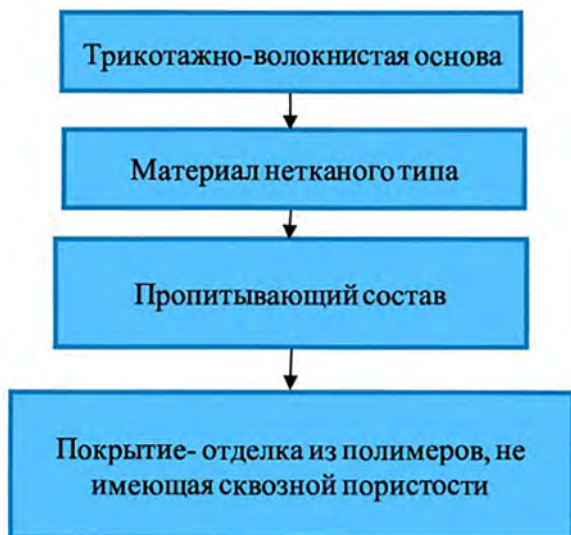 Трикотажно-волокнистая основа
Материал нетканого типа
Пропитывающий состав
Покрытие- отделка из полимеров, не
имеющая сквозной пористости